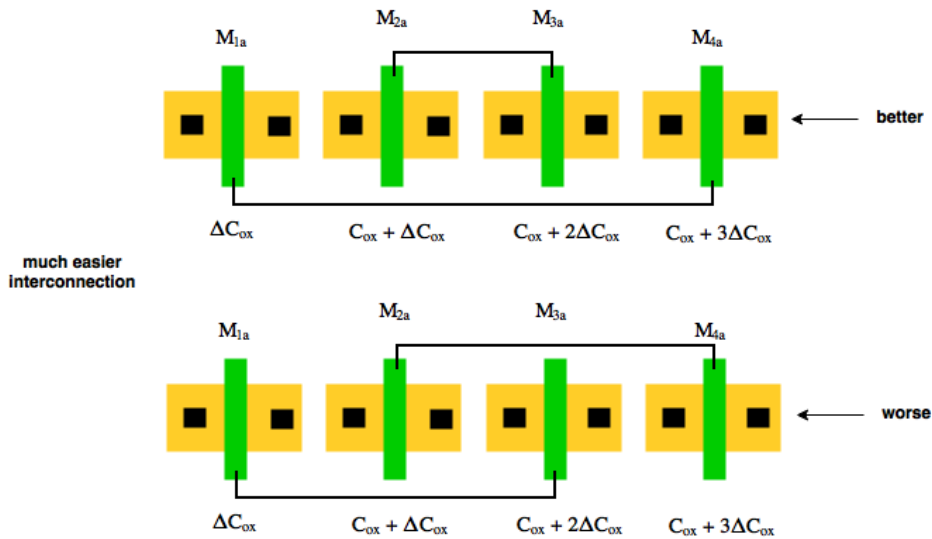 M₁ₐ M₂ₐ M₃ₐ M₄ₐ
better
ΔCₒₓ Cₒₓ + ΔCₒₓ Cₒₓ + 2ΔCₒₓ Cₒₓ + 3ΔCₒₓ
much easier
interconnection
M₁ₐ M₂ₐ M₃ₐ M₄ₐ
worse
ΔCₒₓ Cₒₓ + ΔCₒₓ Cₒₓ + 2ΔCₒₓ Cₒₓ + 3ΔCₒₓ